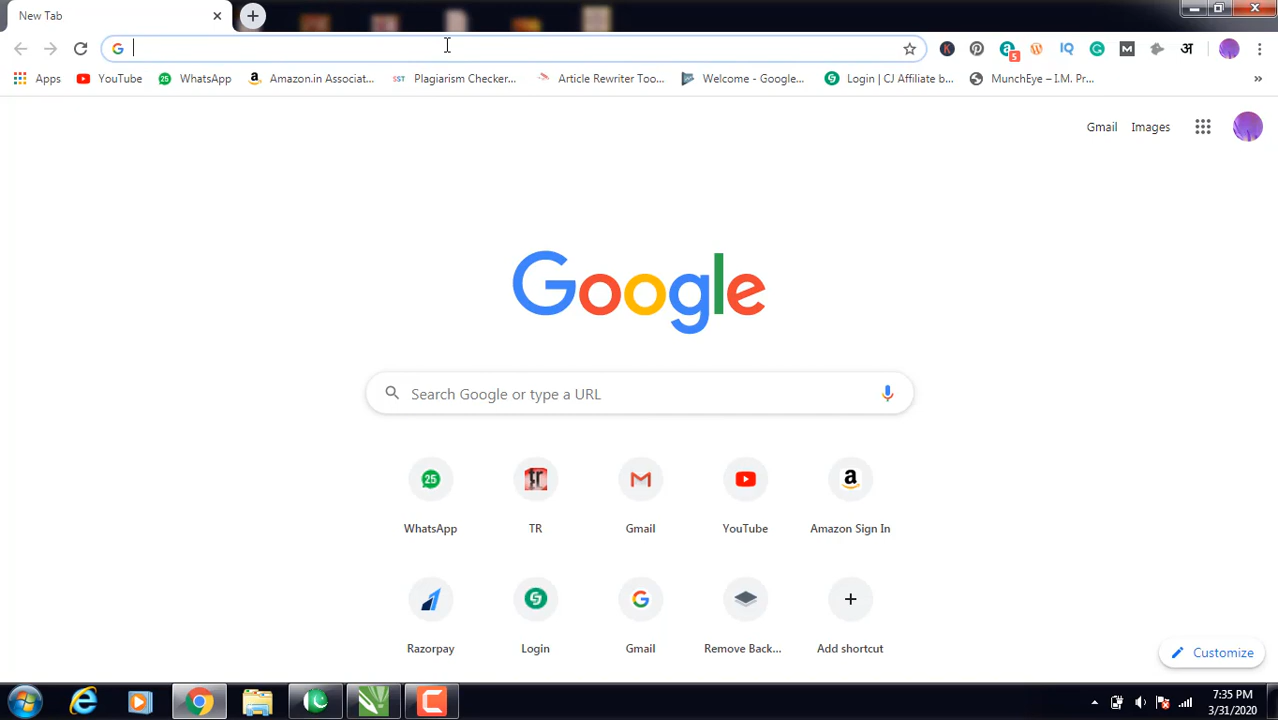 New Tab
Apps YouTube WhatsApp Amazon.in Associat... SST Plagiarism Checker... Article Rewriter Too... Welcome - Google... Login | CJ Affiliate b... MunchEye – I.M. Pr... »
Gmail Images
Google
Search Google or type a URL
WhatsApp TR Gmail YouTube Amazon Sign In
Razorpay Login Gmail Remove Back... Add shortcut
Customize
7:35 PM
3/31/2020